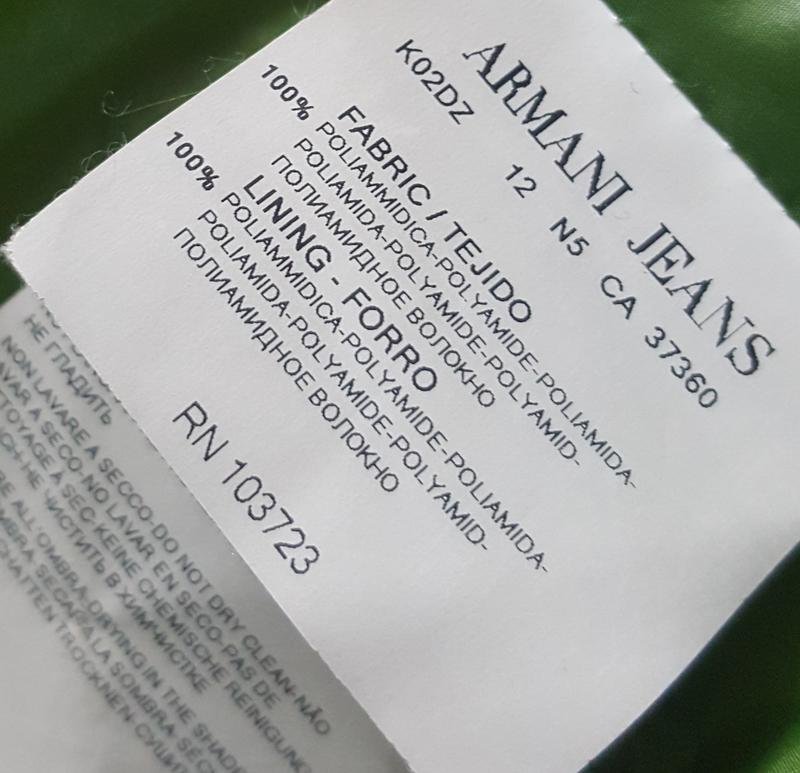 ARMANI JEANS
K02DZ 12 N5 CA 37360
FABRIC / TEJIDO
100% POLIAMMIDICA-POLYAMIDE-POLIAMIDA-
POLIAMIDA-POLYAMIDE-POLYAMID-
ПОЛИАМИДНОЕ ВОЛОКНО
LINING - FORRO
100% POLIAMMIDICA-POLYAMIDE-POLIAMIDA-
POLIAMIDA-POLYAMIDE-POLYAMID-
ПОЛИАМИДНОЕ ВОЛОКНО
RN 103723
НЕ ГЛАДИТЬ
NON LAVARE A SECCO-DO NOT DRY CLEAN-NÃO
LAVAR A SECO-NO LAVAR EN SECO-PAS DE
NETTOYAGE A SEC-KEINE CHEMISCHE REINIGUNG
НЕ ЧИСТИТЬ В ХИМЧИСТКЕ
ALL'OMBRA-DRYING IN THE SHADE
SECAR A LA SOMBRA
TROCKNEN